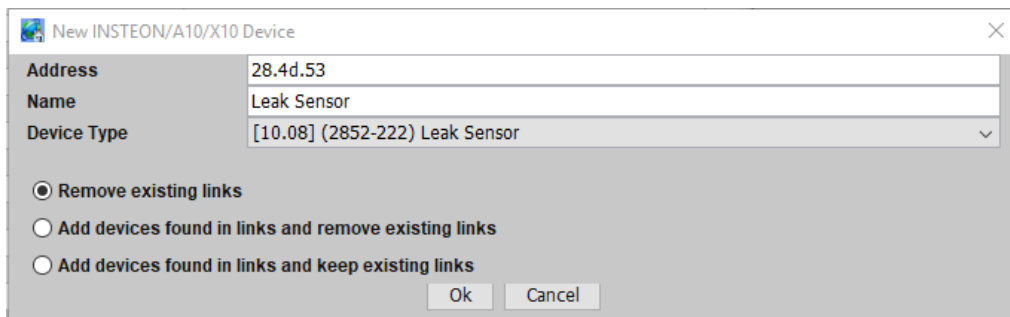 New INSTEON/A10/X10 Device
Address 28.4d.53
Name Leak Sensor
Device Type [10.08] (2852-222) Leak Sensor
Remove existing links
Add devices found in links and remove existing links
Add devices found in links and keep existing links
Ok Cancel